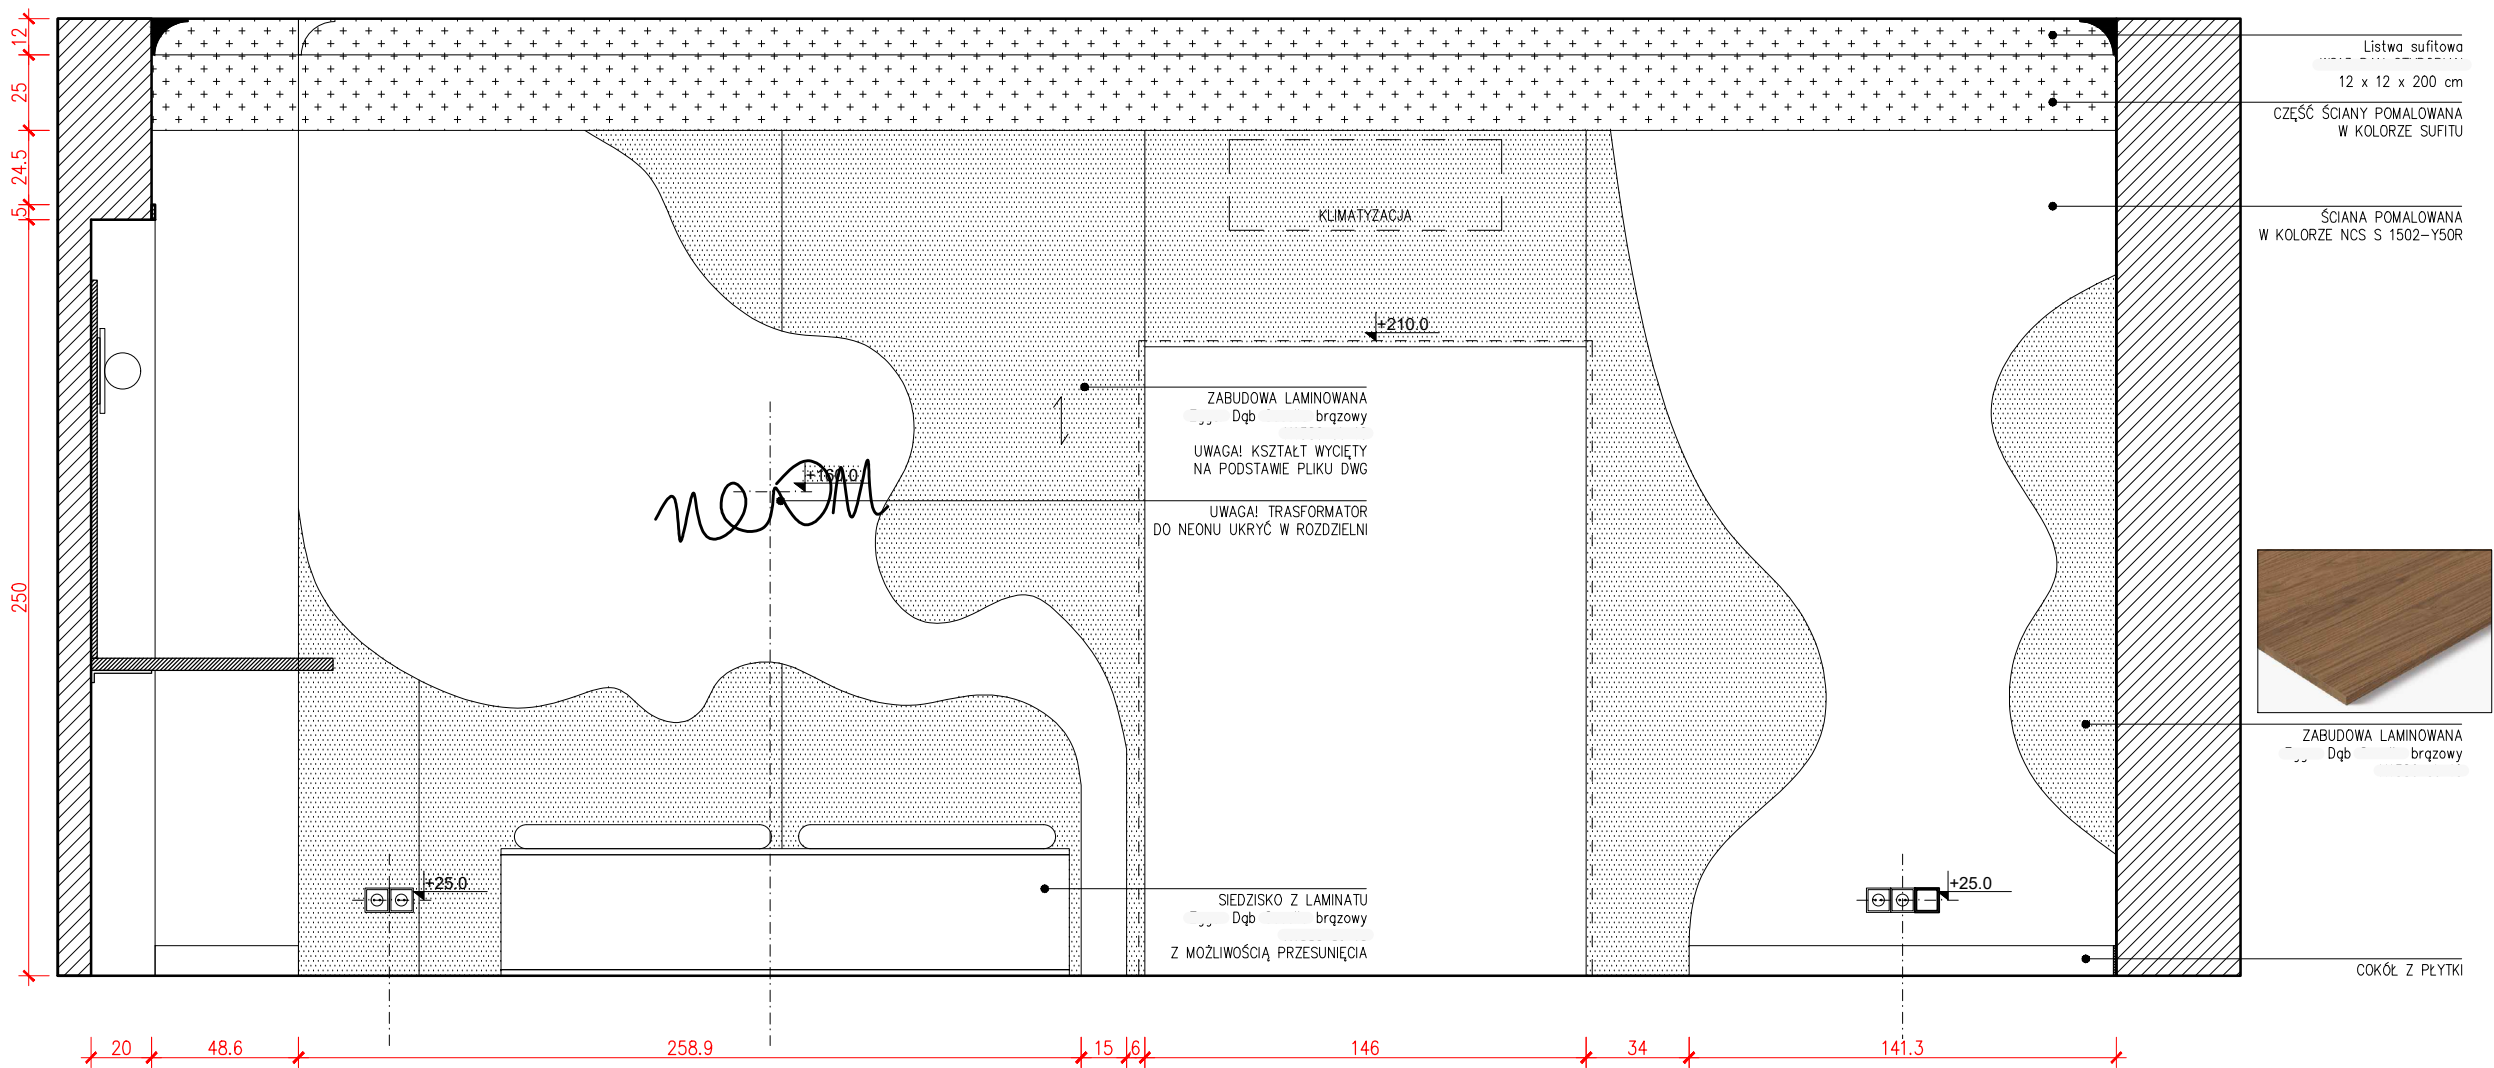 12
25
24.5
5
250
Listwa sufitowa
12 x 12 x 200 cm
CZĘŚĆ ŚCIANY POMALOWANA
W KOLORZE SUFITU
ŚCIANA POMALOWANA
W KOLORZE NCS S 1502-Y50R
KLIMATYZACJA
+210.0
ZABUDOWA LAMINOWANA
Dąb brązowy
UWAGA! KSZTAŁT WYCIĘTY
NA PODSTAWIE PLIKU DWG
neon
+160.0
UWAGA! TRASFORMATOR
DO NEONU UKRYĆ W ROZDZIELNI
ZABUDOWA LAMINOWANA
Dąb brązowy
+25.0
+25.0
SIEDZISKO Z LAMINATU
Dąb brązowy
Z MOŻLIWOŚCIĄ PRZESUNIĘCIA
COKÓŁ Z PŁYTKI
20 48.6 258.9 15 6 146 34 141.3